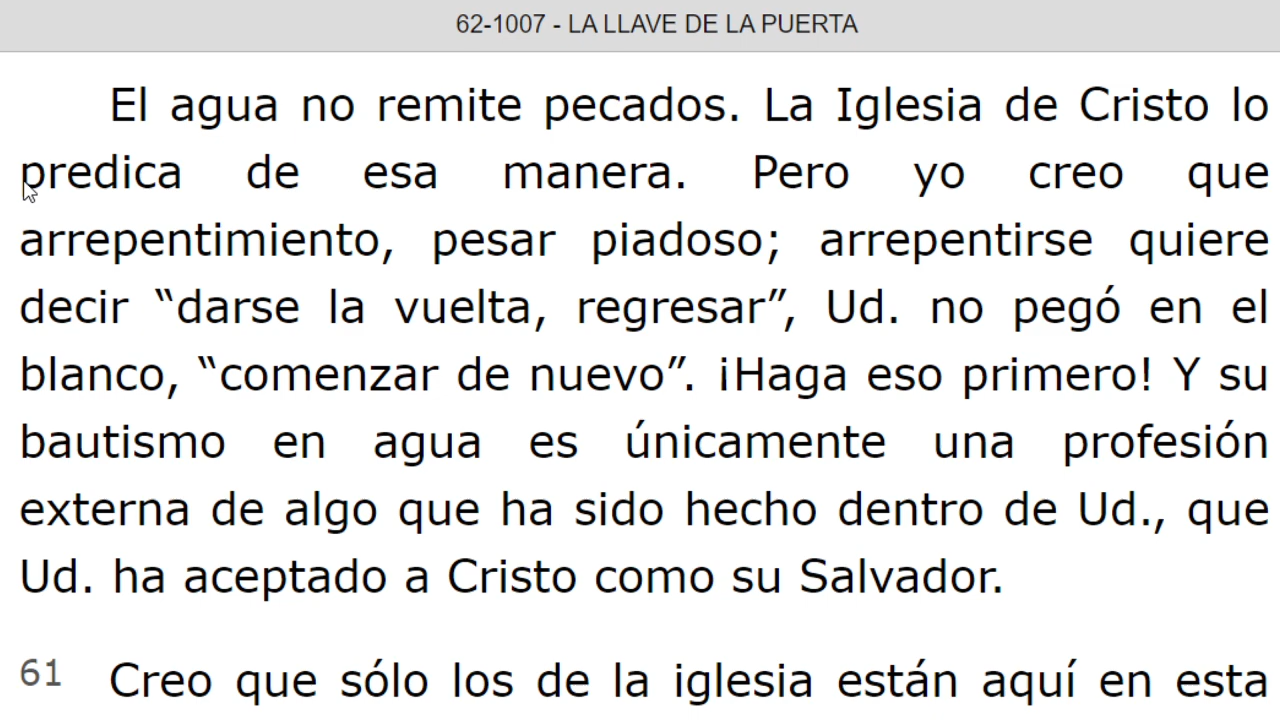 62-1007 - LA LLAVE DE LA PUERTA
El agua no remite pecados. La Iglesia de Cristo lo
predica de esa manera. Pero yo creo que
arrepentimiento, pesar piadoso; arrepentirse quiere
decir “darse la vuelta, regresar”, Ud. no pegó en el
blanco, “comenzar de nuevo”. ¡Haga eso primero! Y su
bautismo en agua es únicamente una profesión
externa de algo que ha sido hecho dentro de Ud., que
Ud. ha aceptado a Cristo como su Salvador.
61 Creo que sólo los de la iglesia están aquí en esta